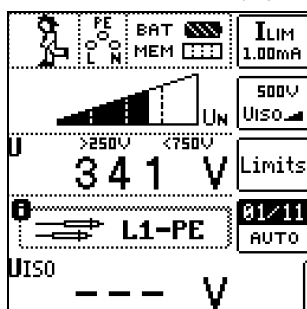 PE
L N
BAT
MEM
ILIM
1.00mA
UN
500V
UISO
U >250V <750V
341 V
Limits
L1-PE
01/11
AUTO
UISO
--- V